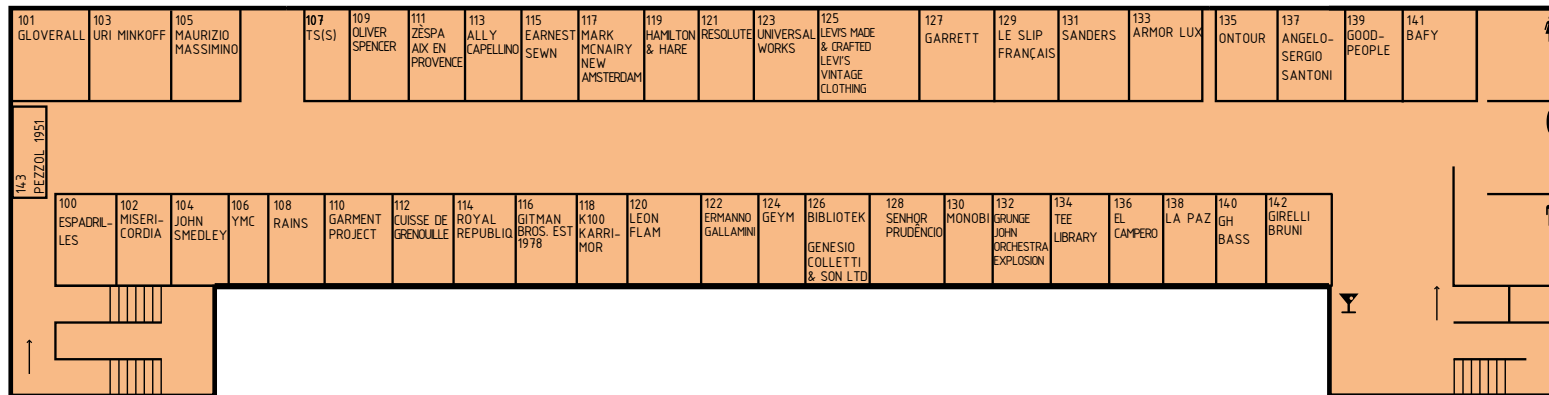 101
GLOVERALL
103
URI MINKOFF
105
MAURIZIO
MASSIMINO
107
TS(S)
109
OLIVER
SPENCER
111
ZÈSPA
AIX EN
PROVENCE
113
ALLY
CAPELLINO
115
EARNEST
SEWN
117
MARK
MCNAIRY
NEW
AMSTERDAM
119
HAMILTON
& HARE
121
RESOLUTE
123
UNIVERSAL
WORKS
125
LEVI'S MADE
& CRAFTED
LEVI'S
VINTAGE
CLOTHING
127
GARRETT
129
LE SLIP
FRANÇAIS
131
SANDERS
133
ARMOR LUX
135
ONTOUR
137
ANGELO-
SERGIO
SANTONI
139
GOOD-
PEOPLE
141
BAFY
143
PEZZOL 1951
100
ESPADRIL-
LES
102
MISERI-
CORDIA
104
JOHN
SMEDLEY
106
YMC
108
RAINS
110
GARMENT
PROJECT
112
CUISSE DE
GRENOUILLE
114
ROYAL
REPUBLIQ
116
GITMAN
BROS. EST
1978
118
K100
KARRI-
MOR
120
LEON
FLAM
122
ERMANNO
GALLAMINI
124
GEYM
126
BIBLIOTEK
GENESIO
COLLETTI
& SON LTD
128
SENHOR
PRUDÊNCIO
130
MONOBI
132
GRUNGE
JOHN
ORCHESTRA
EXPLOSION
134
TEE
LIBRARY
136
EL
CAMPERO
138
LA PAZ
140
GH
BASS
142
GIRELLI
BRUNI